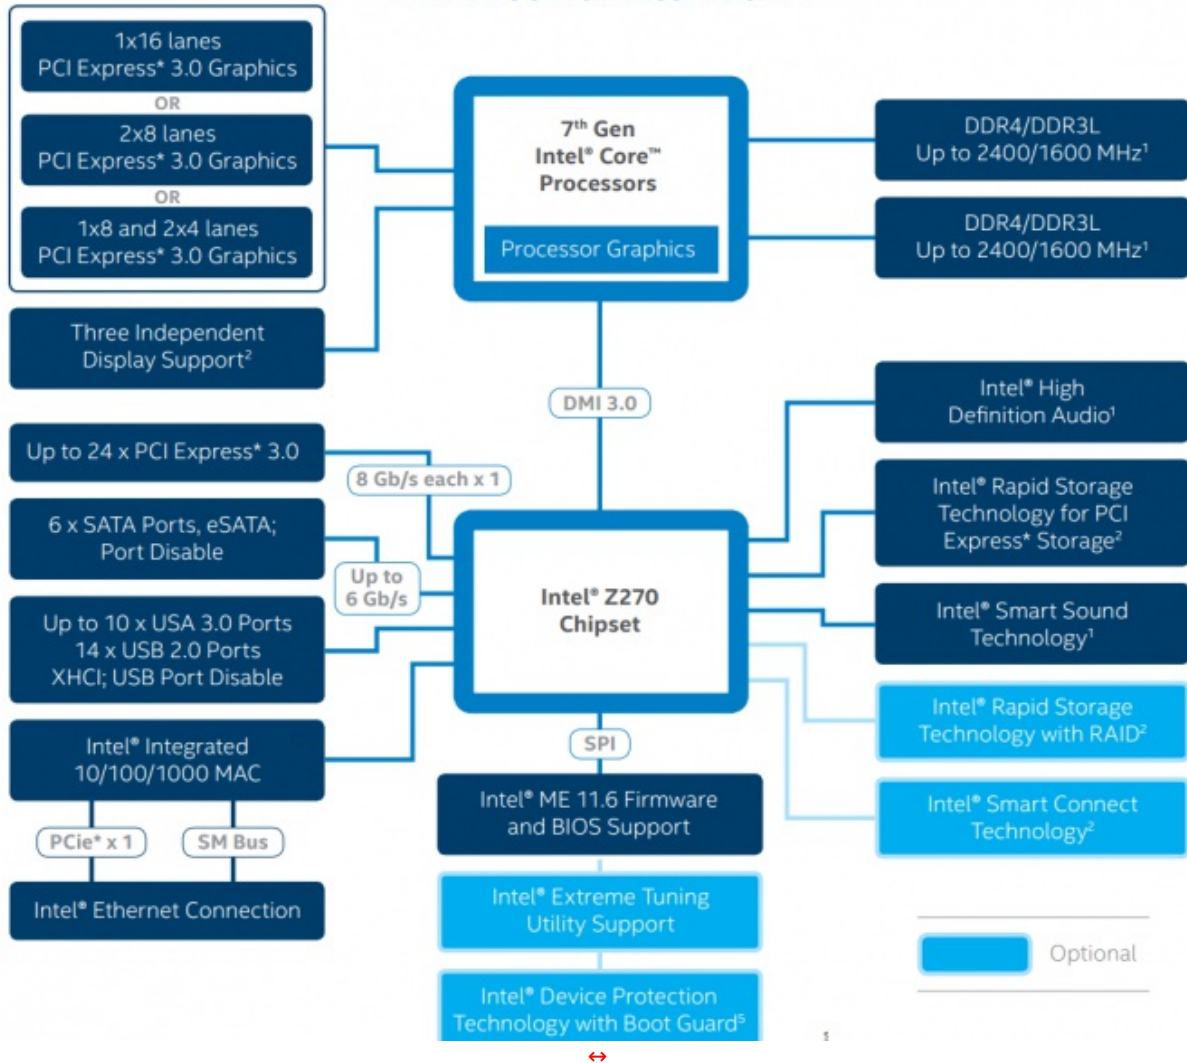 1x16 lanes
PCI Express* 3.0 Graphics
OR
2x8 lanes
PCI Express* 3.0 Graphics
OR
1x8 and 2x4 lanes
PCI Express* 3.0 Graphics
Three Independent
Display Support²
7th Gen
Intel® Core™
Processors
Processor Graphics
DDR4/DDR3L
Up to 2400/1600 MHz¹
DDR4/DDR3L
Up to 2400/1600 MHz¹
DMI 3.0
Up to 24 x PCI Express* 3.0
8 Gb/s each x 1
6 x SATA Ports, eSATA;
Port Disable
Up to
6 Gb/s
Up to 10 x USA 3.0 Ports
14 x USB 2.0 Ports
XHCI; USB Port Disable
Intel® Integrated
10/100/1000 MAC
PCIe* x 1
SM Bus
Intel® Ethernet Connection
Intel® Z270
Chipset
SPI
Intel® ME 11.6 Firmware
and BIOS Support
Intel® Extreme Tuning
Utility Support
Intel® Device Protection
Technology with Boot Guard⁵
Intel® High
Definition Audio¹
Intel® Rapid Storage
Technology for PCI
Express* Storage²
Intel® Smart Sound
Technology¹
Intel® Rapid Storage
Technology with RAID²
Intel® Smart Connect
Technology²
Optional